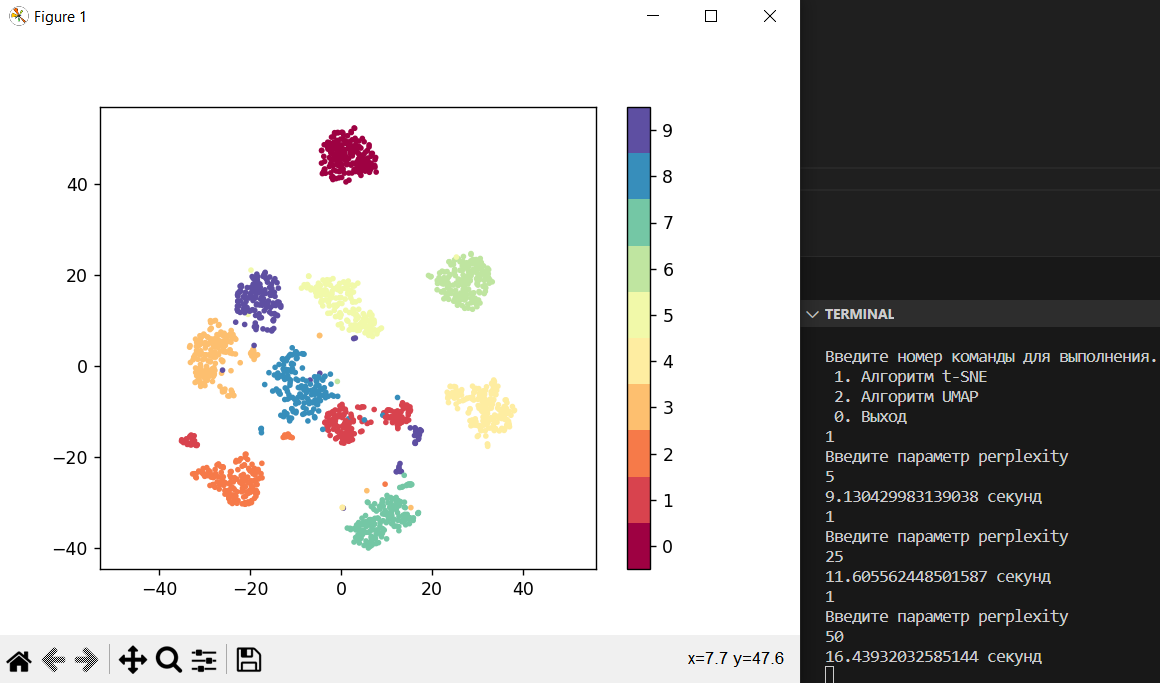 Figure 1
40
20
0
−20
−40
−40
−20
0
20
40
9
8
7
6
5
4
3
2
1
0
x=7.7 y=47.6
TERMINAL
Введите номер команды для выполнения.
1. Алгоритм t-SNE
2. Алгоритм UMAP
0. Выход
1
Введите параметр perplexity
5
9.130429983139038 секунд
1
Введите параметр perplexity
25
11.605562448501587 секунд
1
Введите параметр perplexity
50
16.43932032585144 секунд